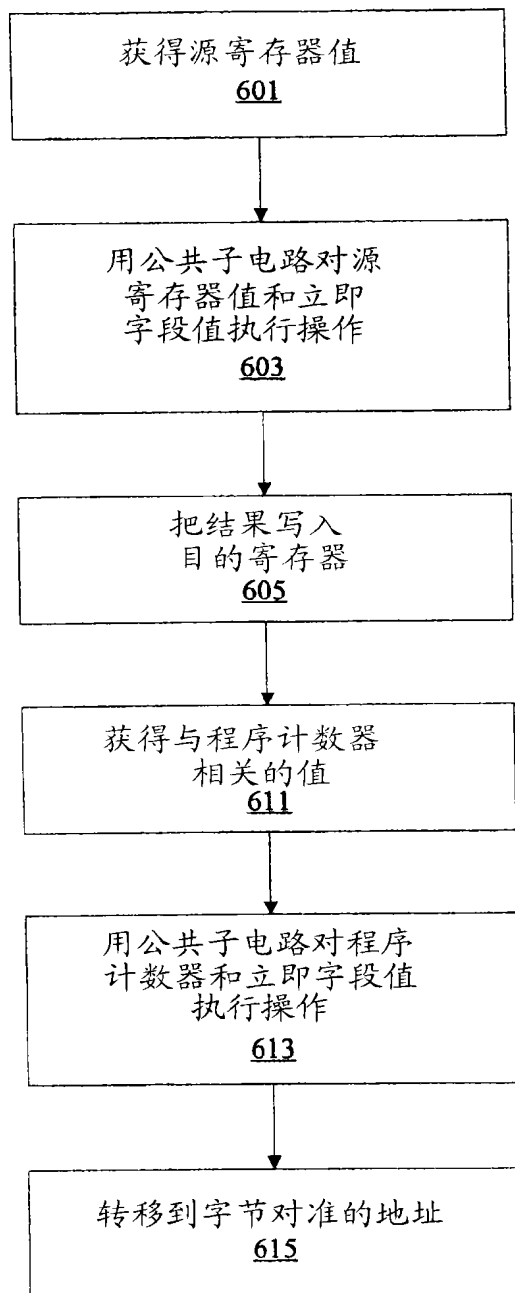 获得源寄存器值
601
用公共子电路对源
寄存器值和立即
字段值执行操作
603
把结果写入
目的寄存器
605
获得与程序计数器
相关的值
611
用公共子电路对程序
计数器和立即字段值
执行操作
613
转移到字节对准的地址
615